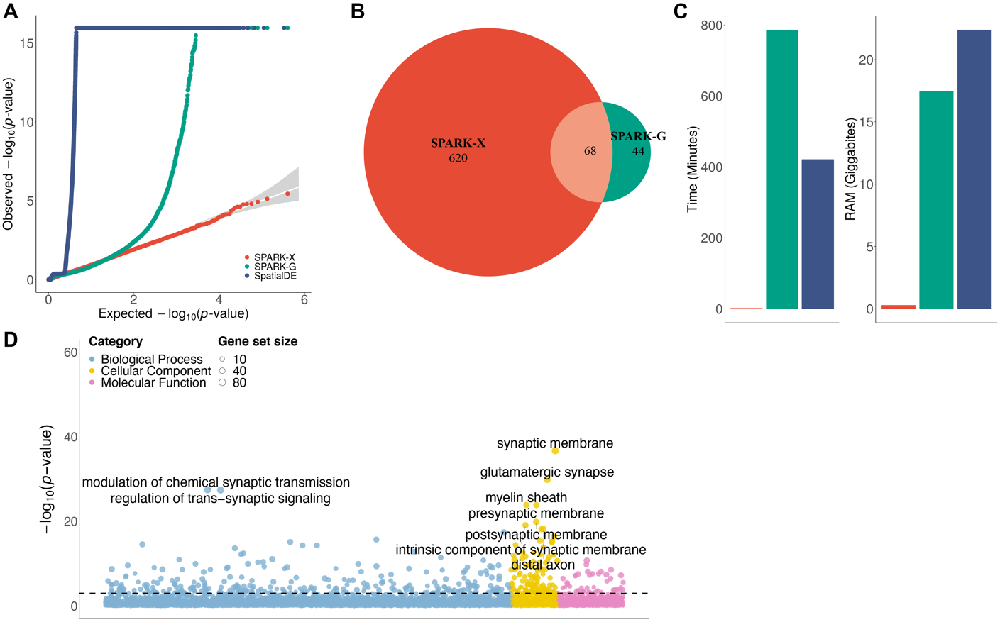 A
Observed −log10(p-value)
15
10
5
0
0
2
4
6
Expected −log10(p-value)
SPARK-X
SPARK-G
SpatialDE
B
SPARK-X
620
68
SPARK-G
44
C
Time (Minutes)
800
600
400
200
0
RAM (Giggabites)
20
15
10
5
0
D
−log10(p−value)
60
40
20
0
Category
Biological Process
Cellular Component
Molecular Function
Gene set size
10
40
80
synaptic membrane
glutamatergic synapse
modulation of chemical synaptic transmission
regulation of trans−synaptic signaling
myelin sheath
presynaptic membrane
postsynaptic membrane
intrinsic component of synaptic membrane
distal axon